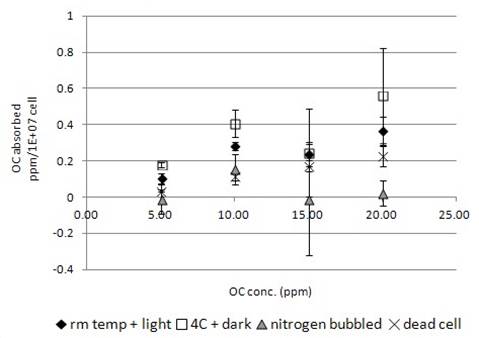 1
0.8
0.6
0.4
0.2
0
-0.2
-0.4
0.00 5.00 10.00 15.00 20.00 25.00
OC absorbed
ppm/1E+07 cell
OC conc. (ppm)
rm temp + light 4C + dark nitrogen bubbled dead cell